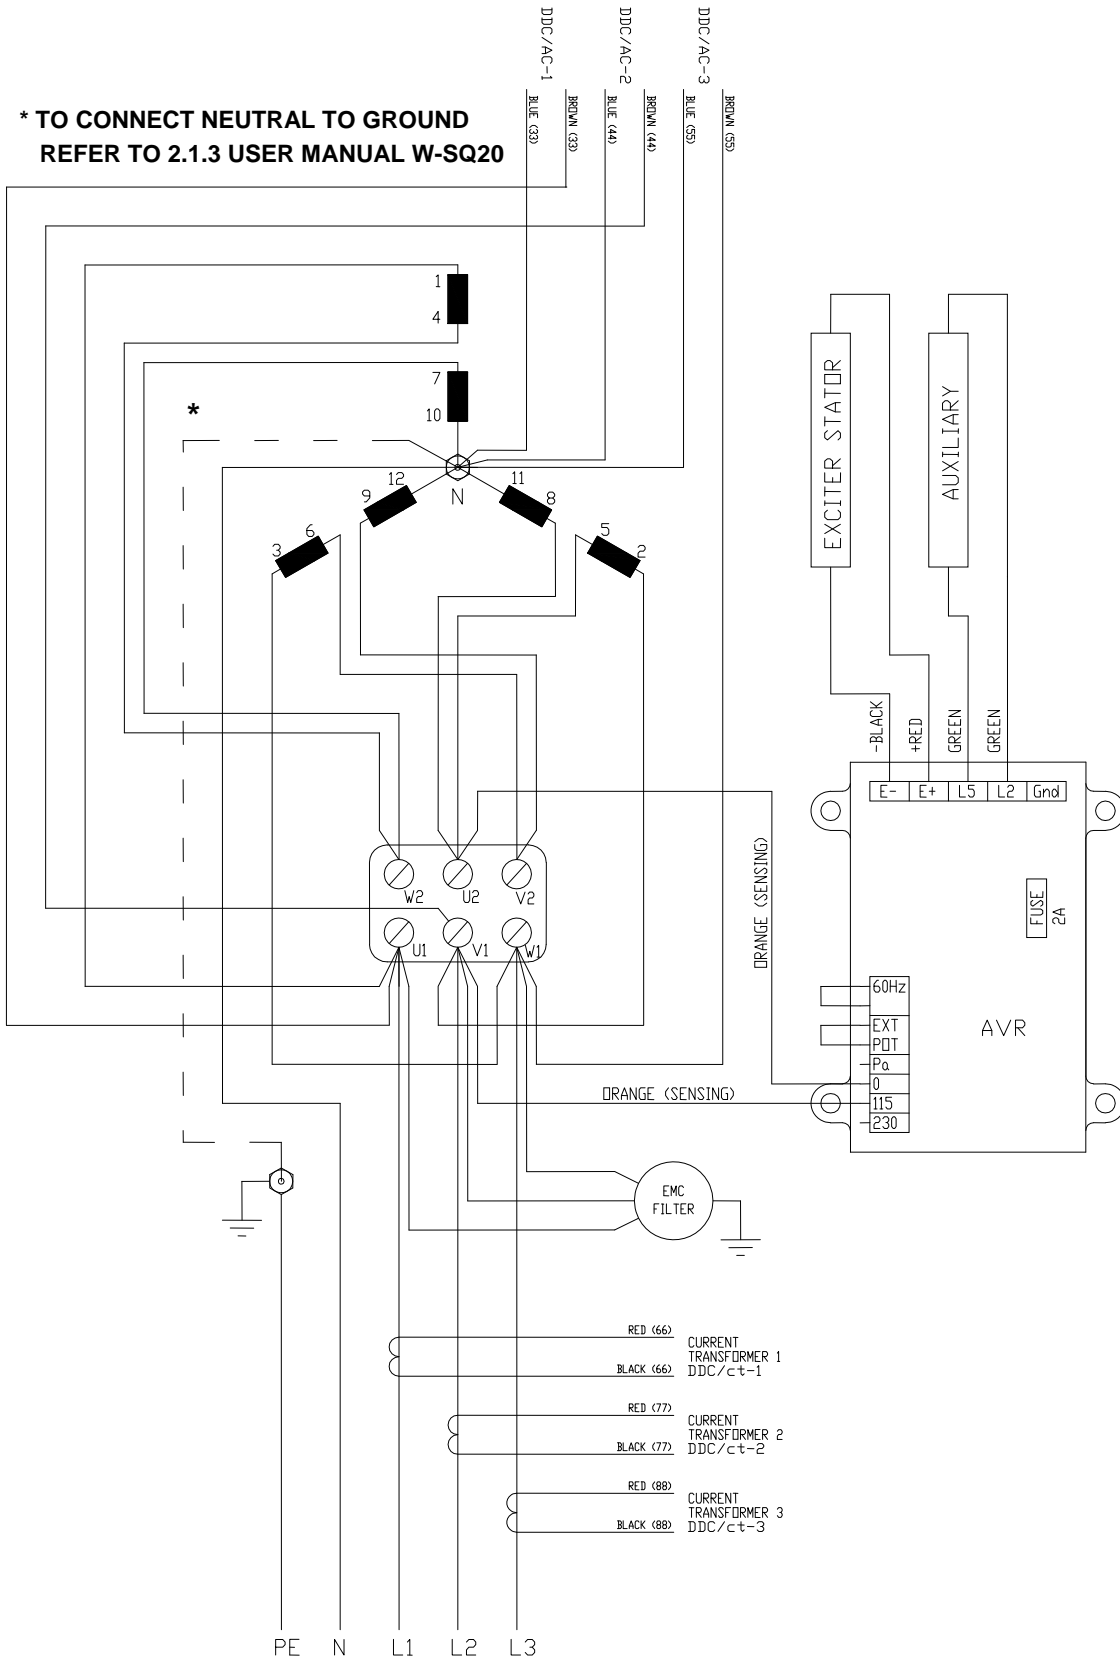 DDC/AC-1
DDC/AC-2
DDC/AC-3
BLUE (33)
BROWN (33)
BLUE (44)
BROWN (44)
BLUE (55)
BROWN (55)
* TO CONNECT NEUTRAL TO GROUND
REFER TO 2.1.3 USER MANUAL W-SQ20
1
4
7
10
*
N
12
9
6
3
11
8
5
2
EXCITER STATOR
AUXILIARY
-BLACK
+RED
GREEN
GREEN
E- E+ L5 L2 Gnd
FUSE
2A
AVR
60Hz
EXT
POT
Pa
0
115
230
ORANGE (SENSING)
ORANGE (SENSING)
W2 U2 V2
U1 V1 W1
EMC
FILTER
RED (66)
BLACK (66)
CURRENT
TRANSFORMER 1
DDC/ct-1
RED (77)
BLACK (77)
CURRENT
TRANSFORMER 2
DDC/ct-2
RED (88)
BLACK (88)
CURRENT
TRANSFORMER 3
DDC/ct-3
PE N L1 L2 L3